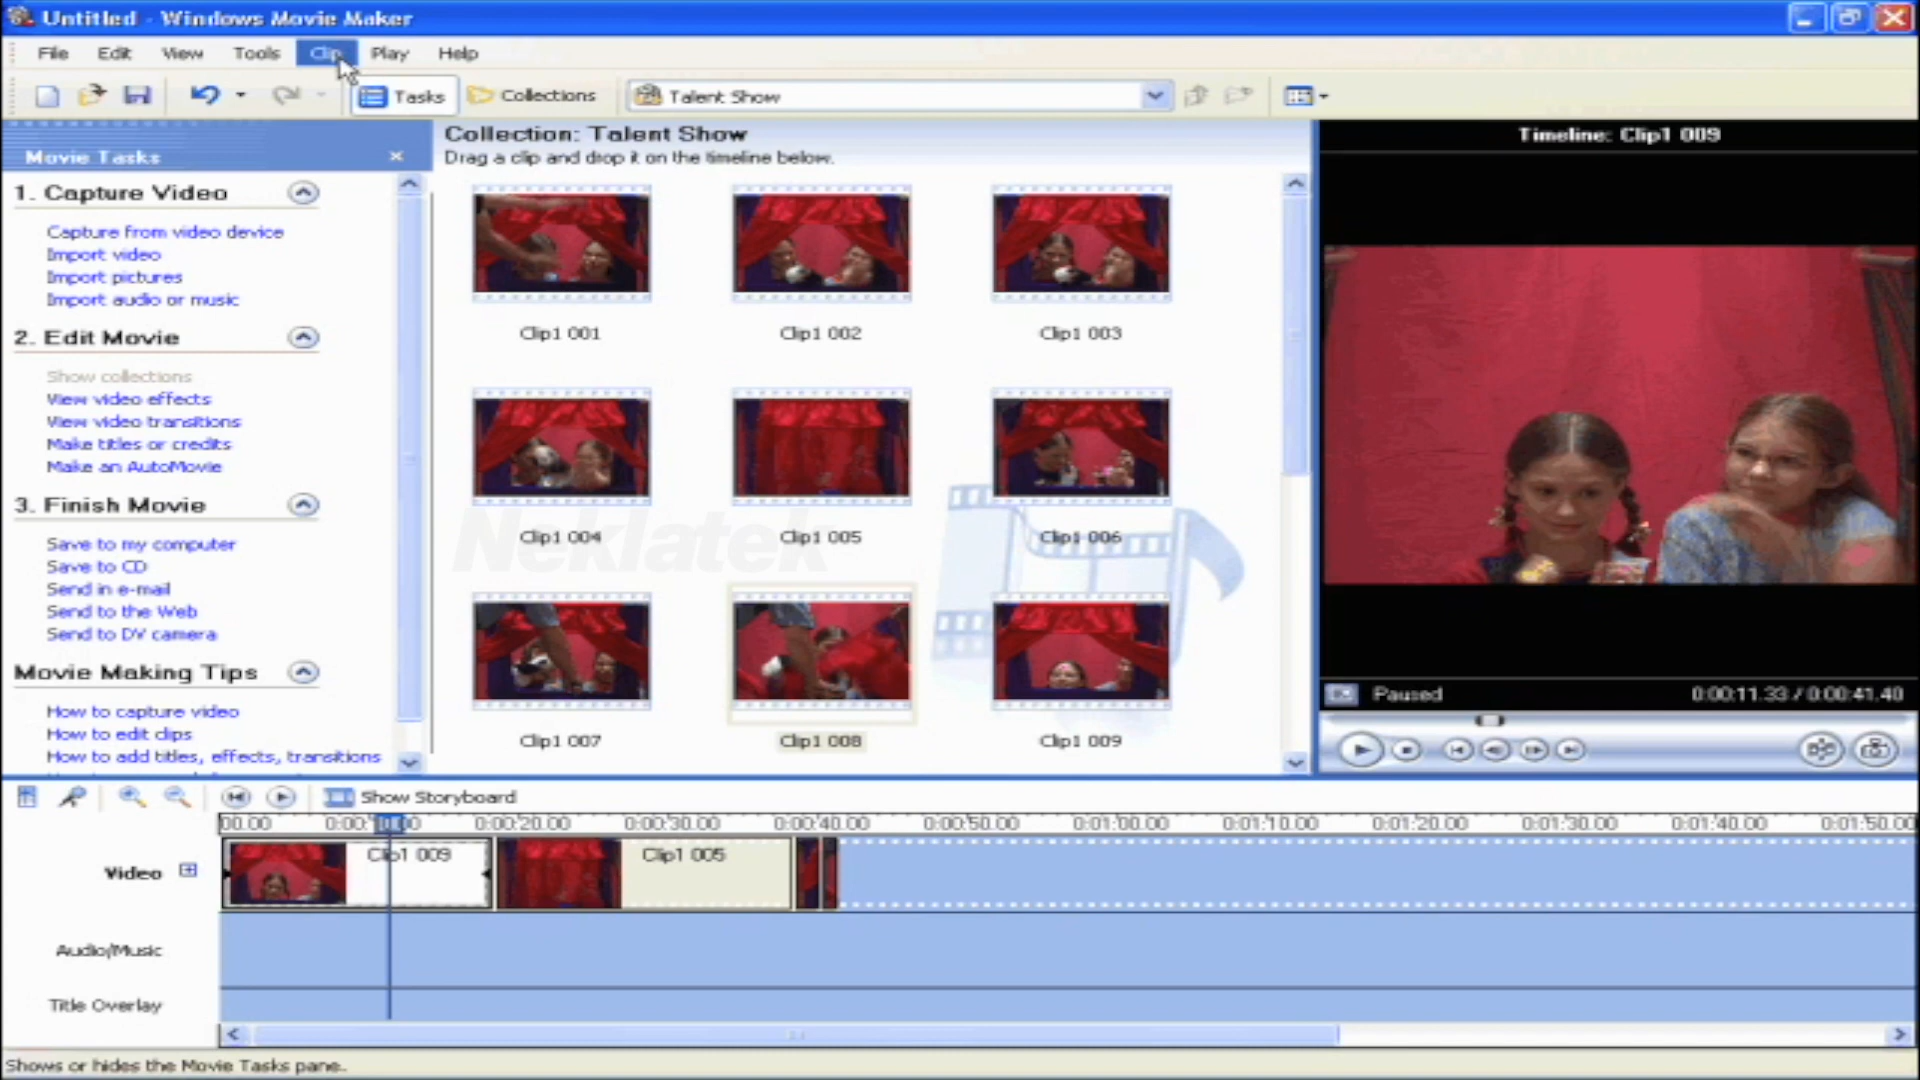 Untitled - Windows Movie Maker
File Edit View Tools Clip Play Help
Tasks Collections Talent Show
Movie Tasks
1. Capture Video
Capture from video device
Import video
Import pictures
Import audio or music
2. Edit Movie
Show collections
View video effects
View video transitions
Make titles or credits
Make an AutoMovie
3. Finish Movie
Save to my computer
Save to CD
Send in e-mail
Send to the Web
Send to DV camera
Movie Making Tips
How to capture video
How to edit clips
How to add titles, effects, transitions
Collection: Talent Show
Drag a clip and drop it on the timeline below.
Clip1 001 Clip1 002 Clip1 003
Clip1 004 Clip1 005 Clip1 006
Neklatek
Clip1 007 Clip1 008 Clip1 009
Timeline: Clip1 009
Paused 0:00:11.33 / 0:00:41.40
Show Storyboard
00.00 0:00:20.00 0:00:30.00 0:00:40.00 0:00:50.00 0:01:00.00 0:01:10.00 0:01:20.00 0:01:30.00 0:01:40.00 0:01:50.00
Video Clip1 009 Clip1 005
Audio/Music
Title Overlay
Shows or hides the Movie Tasks pane.